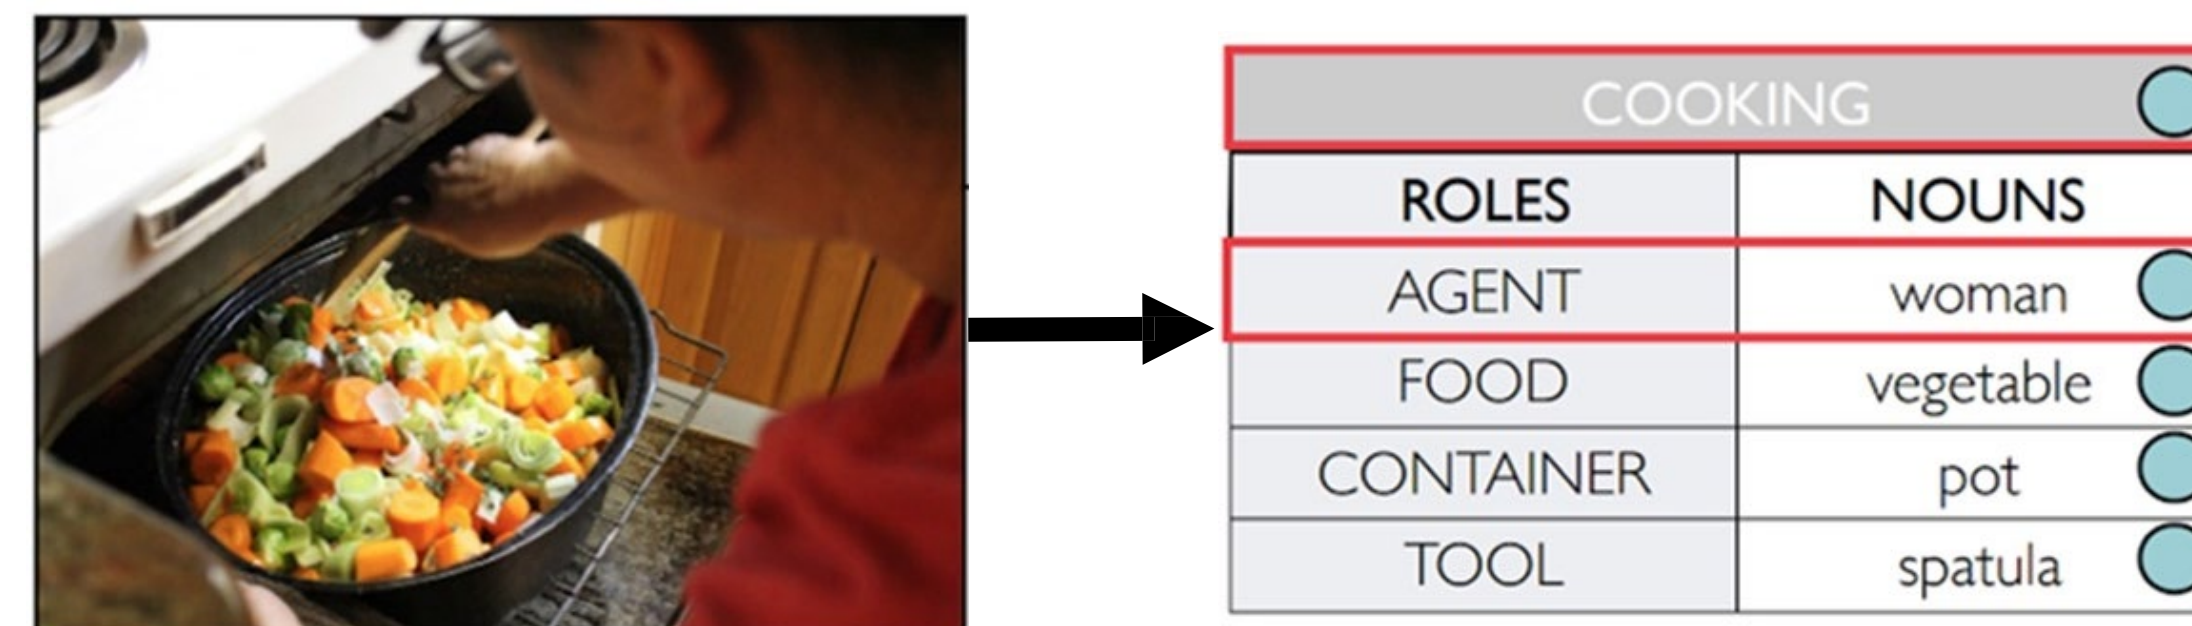 COOKING
ROLES NOUNS
AGENT woman
FOOD vegetable
CONTAINER pot
TOOL spatula